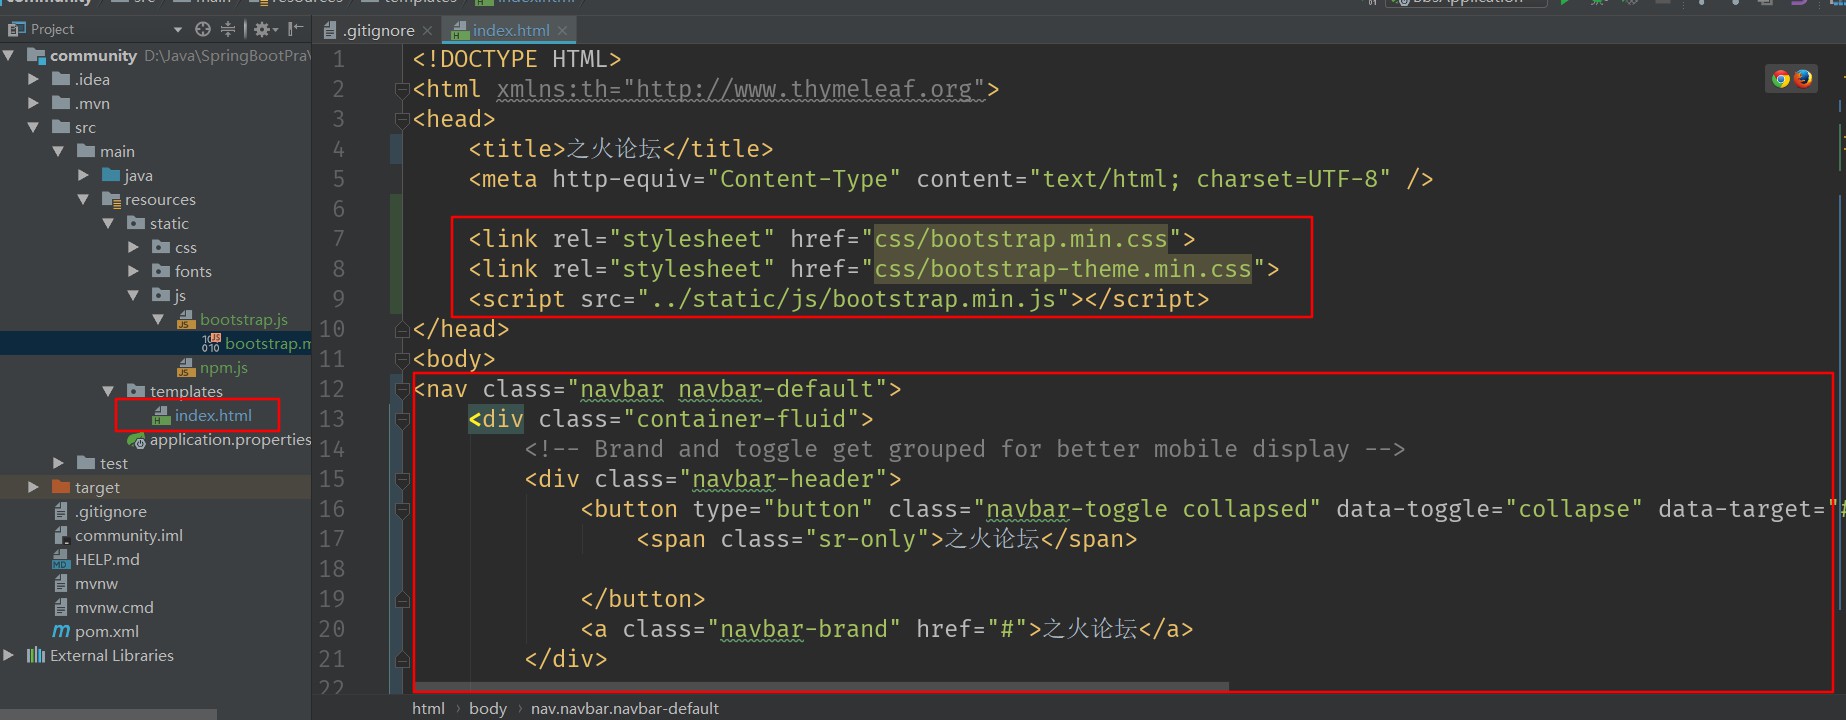 community
src
main
resources
templates
index.html
Project
community D:\Java\SpringBootPra\
.idea
.mvn
src
main
java
resources
static
css
fonts
js
bootstrap.js
bootstrap.m
npm.js
templates
index.html
application.properties
test
target
.gitignore
community.iml
HELP.md
mvnw
mvnw.cmd
pom.xml
External Libraries
.gitignore
index.html
1 <!DOCTYPE HTML>
2 <html xmlns:th="http://www.thymeleaf.org">
3 <head>
4 <title>之火论坛</title>
5 <meta http-equiv="Content-Type" content="text/html; charset=UTF-8" />
6
7 <link rel="stylesheet" href="css/bootstrap.min.css">
8 <link rel="stylesheet" href="css/bootstrap-theme.min.css">
9 <script src="../static/js/bootstrap.min.js"></script>
10 </head>
11 <body>
12 <nav class="navbar navbar-default">
13 <div class="container-fluid">
14 <!-- Brand and toggle get grouped for better mobile display -->
15 <div class="navbar-header">
16 <button type="button" class="navbar-toggle collapsed" data-toggle="collapse" data-target="#
17 <span class="sr-only">之火论坛</span>
18
19 </button>
20 <a class="navbar-brand" href="#">之火论坛</a>
21 </div>
22
html › body › nav.navbar.navbar-default